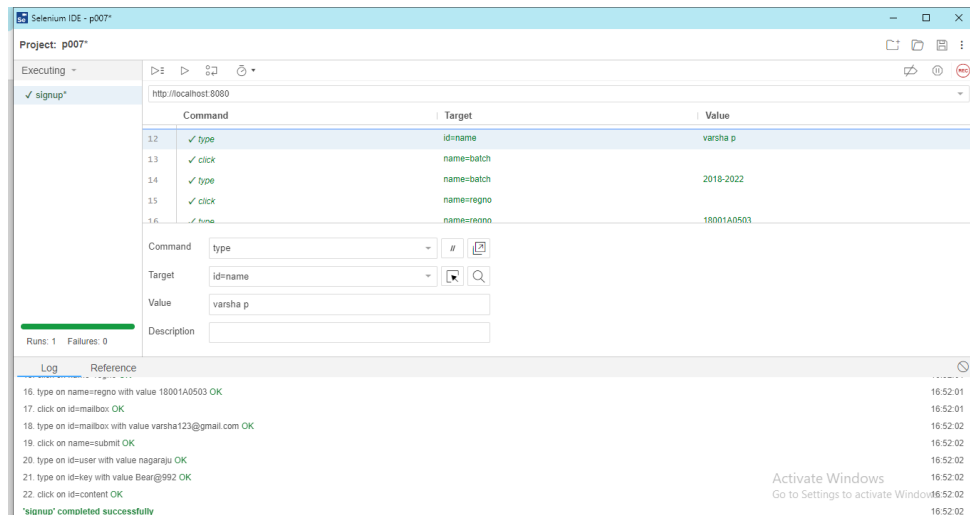 Selenium IDE - p007*
Project: p007*
Executing
✓ signup*
http://localhost:8080
Command Target Value
12 ✓ type id=name varsha p
13 ✓ click name=batch
14 ✓ type name=batch 2018-2022
15 ✓ click name=regno
16 ✓ type name=regno 18001A0503
Command type //
Target id=name
Value varsha p
Description
Runs: 1 Failures: 0
Log Reference
16. type on name=regno with value 18001A0503 OK 16:52:01
17. click on id=mailbox OK 16:52:01
18. type on id=mailbox with value varsha123@gmail.com OK 16:52:02
19. click on name=submit OK 16:52:02
20. type on id=user with value nagaraju OK 16:52:02
21. type on id=key with value Bear@992 OK 16:52:02
22. click on id=content OK 16:52:02
'signup' completed successfully 16:52:02
REC
Activate Windows
Go to Settings to activate Windows.